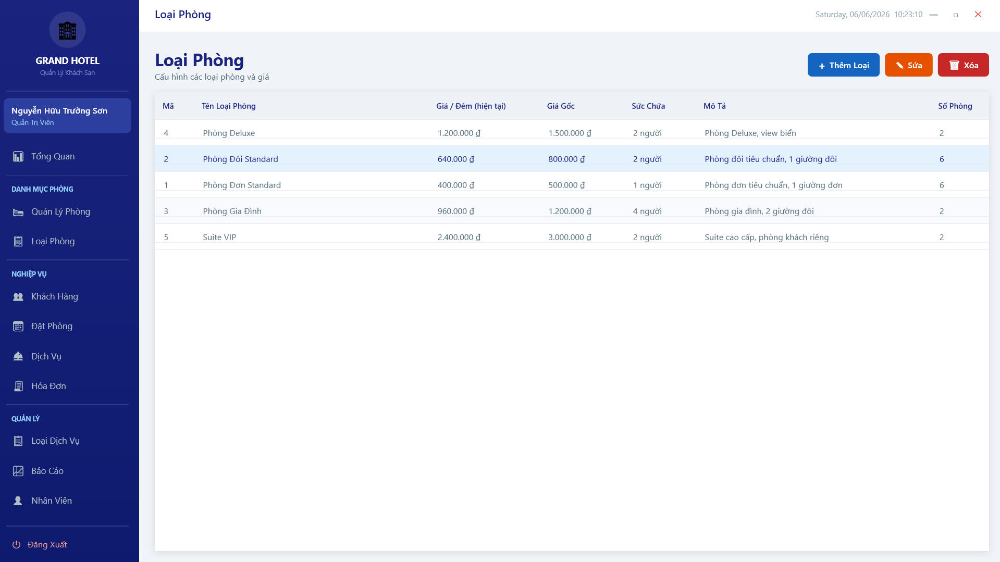 GRAND HOTEL
Quản Lý Khách Sạn
Nguyễn Hữu Trường Sơn
Quản Trị Viên
Tổng Quan
DANH MỤC PHÒNG
Quản Lý Phòng
Loại Phòng
NGHIỆP VỤ
Khách Hàng
Đặt Phòng
Dịch Vụ
Hóa Đơn
QUẢN LÝ
Loại Dịch Vụ
Báo Cáo
Nhân Viên
Đăng Xuất
Loại Phòng
Saturday, 06/06/2026 10:23:10
Loại Phòng
Cấu hình các loại phòng và giá
+ Thêm Loại
Sửa
Xóa
Mã Tên Loại Phòng Giá / Đêm (hiện tại) Giá Gốc Sức Chứa Mô Tả Số Phòng
4 Phòng Deluxe 1.200.000 ₫ 1.500.000 ₫ 2 người Phòng Deluxe, view biển 2
2 Phòng Đôi Standard 640.000 ₫ 800.000 ₫ 2 người Phòng đôi tiêu chuẩn, 1 giường đôi 6
1 Phòng Đơn Standard 400.000 ₫ 500.000 ₫ 1 người Phòng đơn tiêu chuẩn, 1 giường đơn 6
3 Phòng Gia Đình 960.000 ₫ 1.200.000 ₫ 4 người Phòng gia đình, 2 giường đôi 2
5 Suite VIP 2.400.000 ₫ 3.000.000 ₫ 2 người Suite cao cấp, phòng khách riêng 2